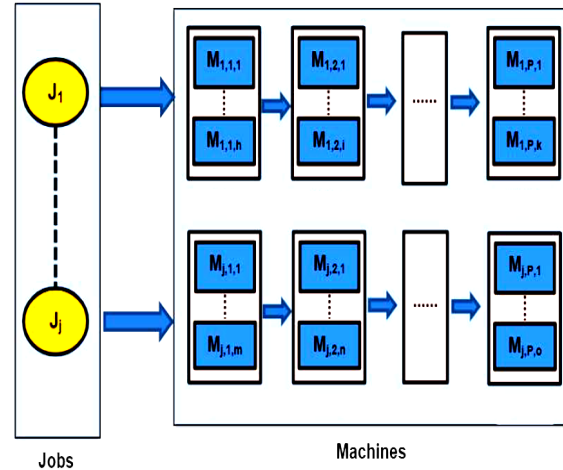 J1
M1,1,1
M1,2,1
M1,P,1
......
M1,1,h
M1,2,i
M1,P,k
Jj
Mj,1,1
Mj,2,1
Mj,P,1
......
Mj,1,m
Mj,2,n
Mj,P,o
Jobs
Machines